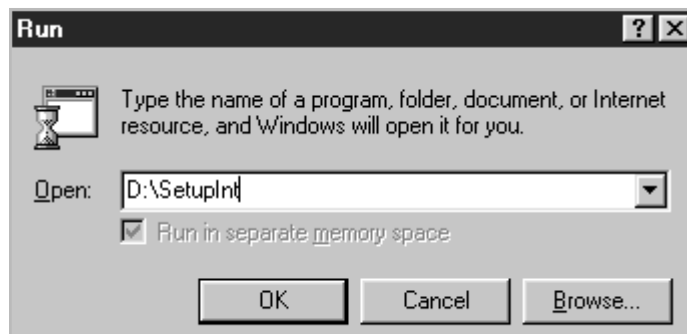 Run
Type the name of a program, folder, document, or Internet
resource, and Windows will open it for you.
Open: D:\SetupInt
Run in separate memory space
OK Cancel Browse...